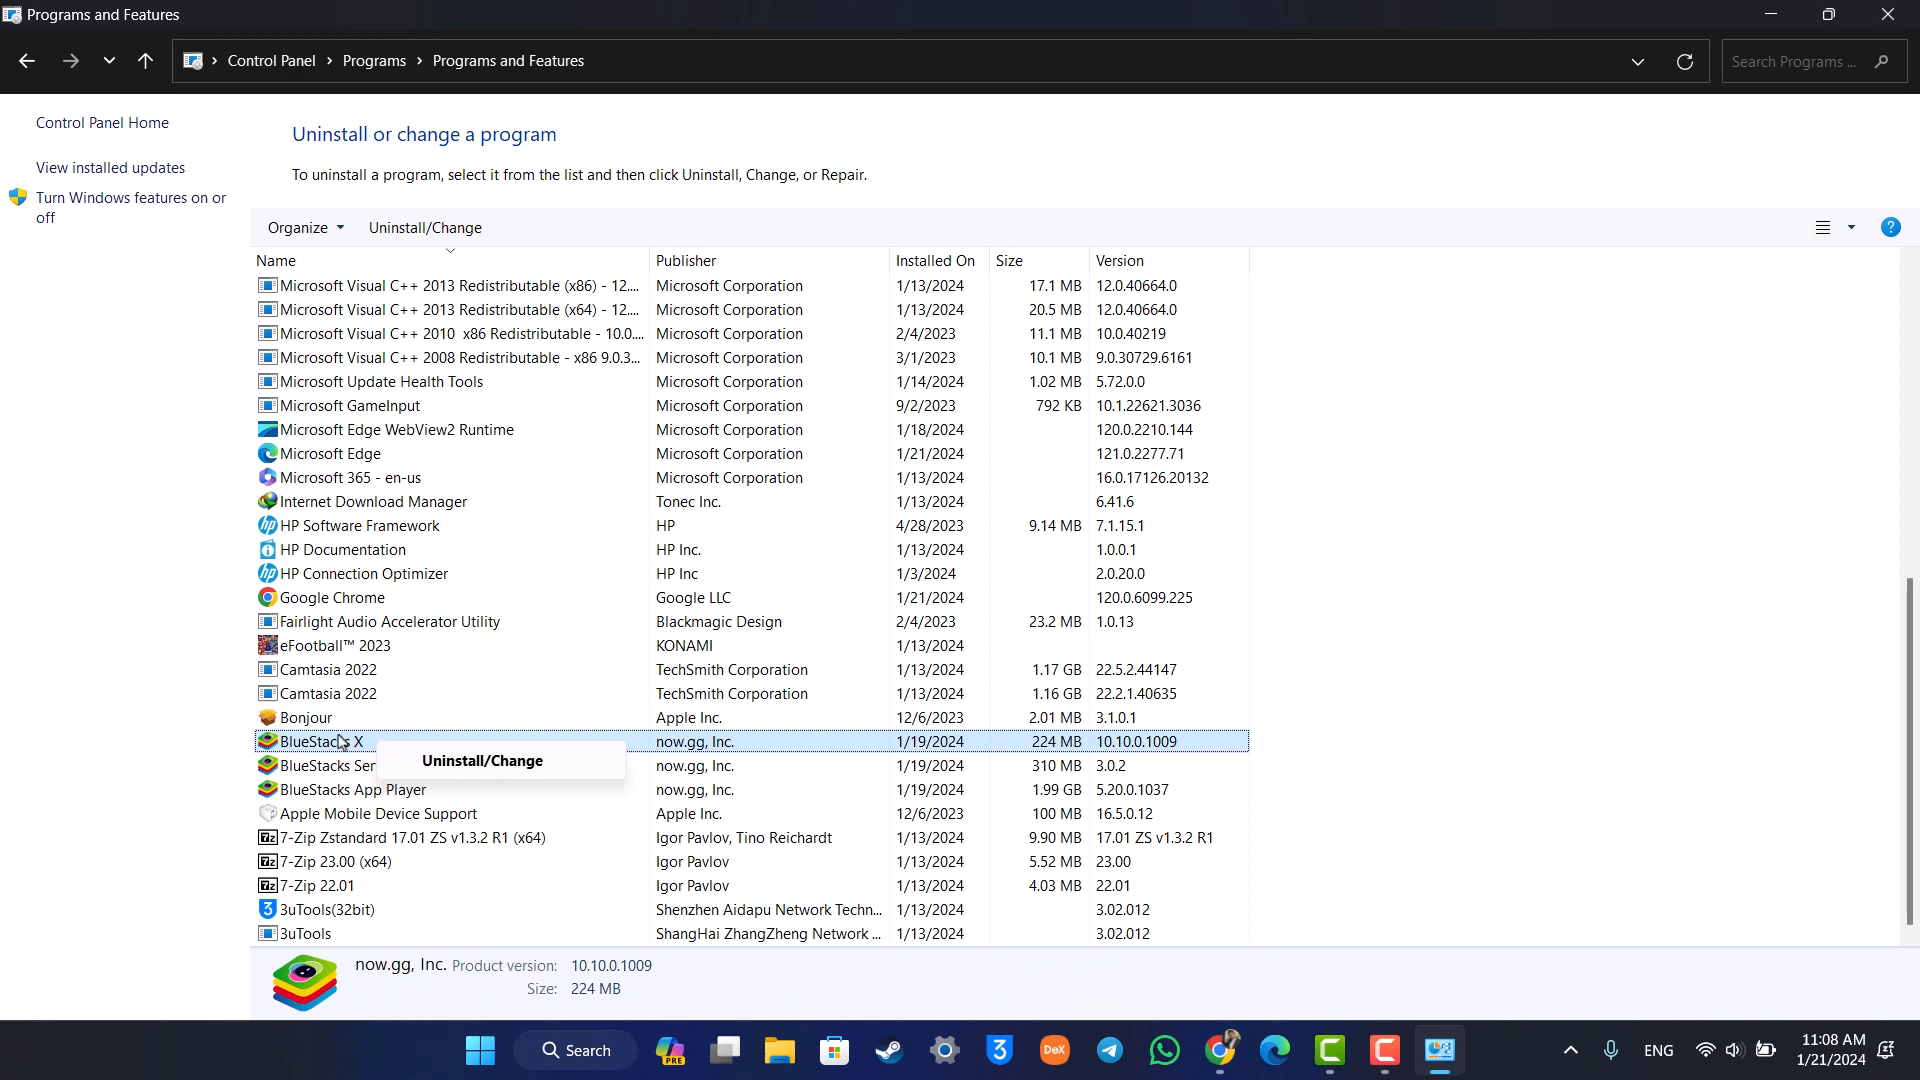 Programs and Features
Control Panel > Programs > Programs and Features
Search Programs ...
Control Panel Home
View installed updates
Turn Windows features on or
off
Uninstall or change a program
To uninstall a program, select it from the list and then click Uninstall, Change, or Repair.
Organize Uninstall/Change
Name Publisher Installed On Size Version
Microsoft Visual C++ 2013 Redistributable (x86) - 12.... Microsoft Corporation 1/13/2024 17.1 MB 12.0.40664.0
Microsoft Visual C++ 2013 Redistributable (x64) - 12.... Microsoft Corporation 1/13/2024 20.5 MB 12.0.40664.0
Microsoft Visual C++ 2010 x86 Redistributable - 10.0.... Microsoft Corporation 2/4/2023 11.1 MB 10.0.40219
Microsoft Visual C++ 2008 Redistributable - x86 9.0.3... Microsoft Corporation 3/1/2023 10.1 MB 9.0.30729.6161
Microsoft Update Health Tools Microsoft Corporation 1/14/2024 1.02 MB 5.72.0.0
Microsoft GameInput Microsoft Corporation 9/2/2023 792 KB 10.1.22621.3036
Microsoft Edge WebView2 Runtime Microsoft Corporation 1/18/2024 120.0.2210.144
Microsoft Edge Microsoft Corporation 1/21/2024 121.0.2277.71
Microsoft 365 - en-us Microsoft Corporation 1/13/2024 16.0.17126.20132
Internet Download Manager Tonec Inc. 1/13/2024 6.41.6
HP Software Framework HP 4/28/2023 9.14 MB 7.1.15.1
HP Documentation HP Inc. 1/13/2024 1.0.0.1
HP Connection Optimizer HP Inc 1/3/2024 2.0.20.0
Google Chrome Google LLC 1/21/2024 120.0.6099.225
Fairlight Audio Accelerator Utility Blackmagic Design 2/4/2023 23.2 MB 1.0.13
eFootball™ 2023 KONAMI 1/13/2024
Camtasia 2022 TechSmith Corporation 1/13/2024 1.17 GB 22.5.2.44147
Camtasia 2022 TechSmith Corporation 1/13/2024 1.16 GB 22.2.1.40635
Bonjour Apple Inc. 12/6/2023 2.01 MB 3.1.0.1
BlueStacks X now.gg, Inc. 1/19/2024 224 MB 10.10.0.1009
Uninstall/Change
BlueStacks Ser now.gg, Inc. 1/19/2024 310 MB 3.0.2
BlueStacks App Player now.gg, Inc. 1/19/2024 1.99 GB 5.20.0.1037
Apple Mobile Device Support Apple Inc. 12/6/2023 100 MB 16.5.0.12
7-Zip Zstandard 17.01 ZS v1.3.2 R1 (x64) Igor Pavlov, Tino Reichardt 1/13/2024 9.90 MB 17.01 ZS v1.3.2 R1
7-Zip 23.00 (x64) Igor Pavlov 1/13/2024 5.52 MB 23.00
7-Zip 22.01 Igor Pavlov 1/13/2024 4.03 MB 22.01
3uTools(32bit) Shenzhen Aidapu Network Techn... 1/13/2024 3.02.012
3uTools ShangHai ZhangZheng Network ... 1/13/2024 3.02.012
now.gg, Inc. Product version: 10.10.0.1009
Size: 224 MB
Search PRE 3 DeX ENG 11:08 AM
1/21/2024